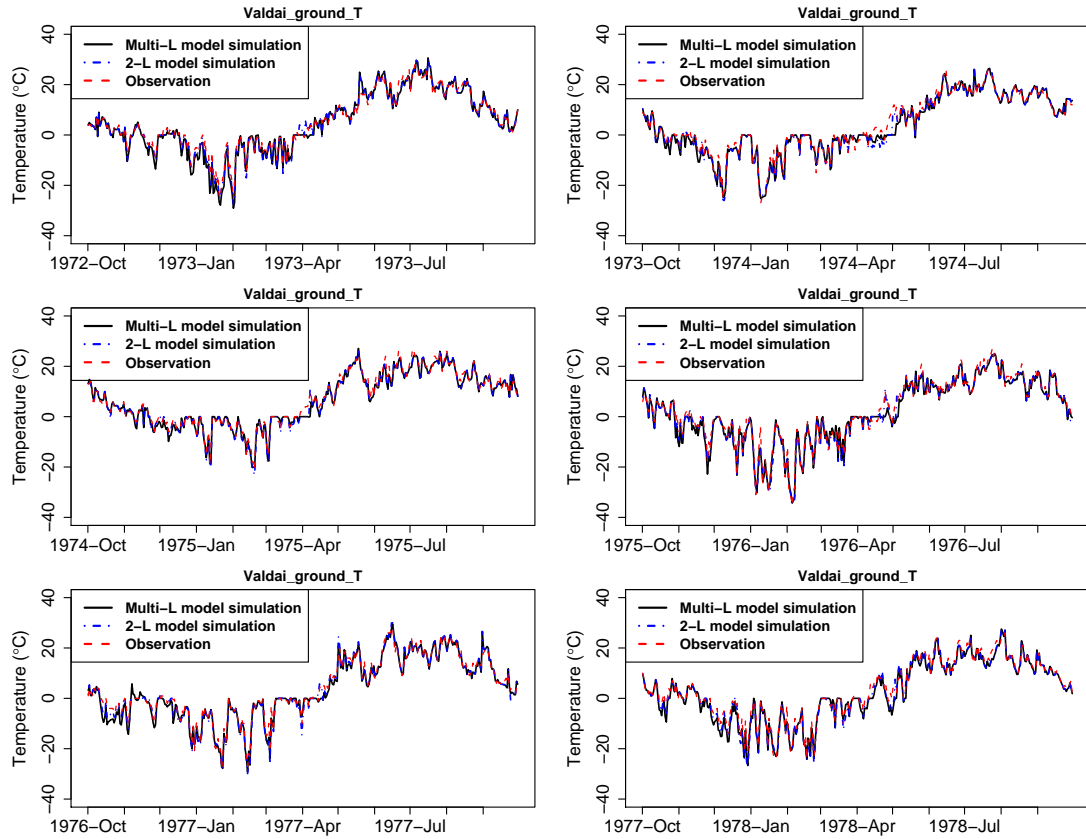 Valdai_ground_T
Multi−L model simulation
2−L model simulation
Observation
Temperature (°C)
40
20
0
−20
−40
1972−Oct 1973−Jan 1973−Apr 1973−Jul
Valdai_ground_T
Multi−L model simulation
2−L model simulation
Observation
Temperature (°C)
40
20
0
−20
−40
1973−Oct 1974−Jan 1974−Apr 1974−Jul
Valdai_ground_T
Multi−L model simulation
2−L model simulation
Observation
Temperature (°C)
40
20
0
−20
−40
1974−Oct 1975−Jan 1975−Apr 1975−Jul
Valdai_ground_T
Multi−L model simulation
2−L model simulation
Observation
Temperature (°C)
40
20
0
−20
−40
1975−Oct 1976−Jan 1976−Apr 1976−Jul
Valdai_ground_T
Multi−L model simulation
2−L model simulation
Observation
Temperature (°C)
40
20
0
−20
−40
1976−Oct 1977−Jan 1977−Apr 1977−Jul
Valdai_ground_T
Multi−L model simulation
2−L model simulation
Observation
Temperature (°C)
40
20
0
−20
−40
1977−Oct 1978−Jan 1978−Apr 1978−Jul